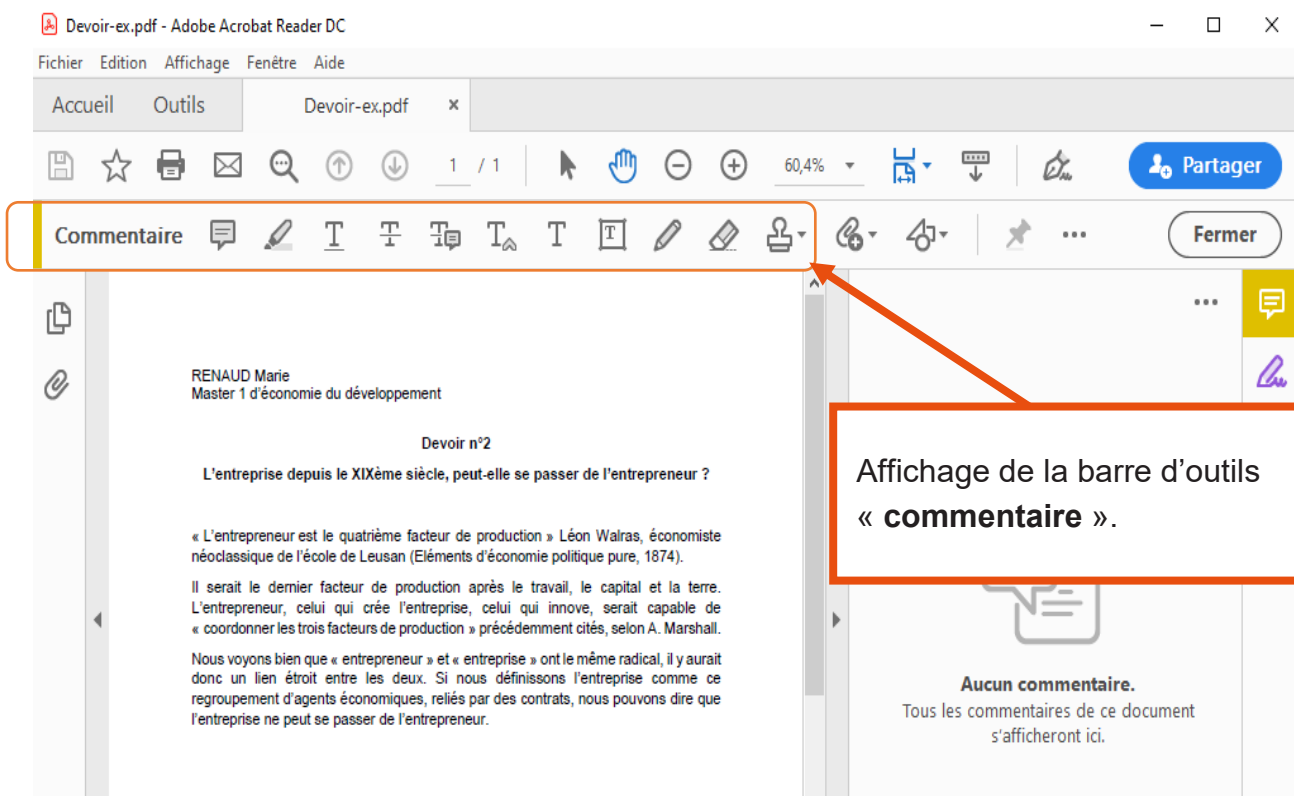 Devoir-ex.pdf - Adobe Acrobat Reader DC
Fichier Edition Affichage Fenêtre Aide
Accueil Outils Devoir-ex.pdf ×
1 / 1 60,4% Partager
Commentaire Fermer
RENAUD Marie
Master 1 d'économie du développement
Devoir n°2
L'entreprise depuis le XIXème siècle, peut-elle se passer de l'entrepreneur ?
« L'entrepreneur est le quatrième facteur de production » Léon Walras, économiste
néoclassique de l'école de Leusan (Eléments d'économie politique pure, 1874).
Il serait le dernier facteur de production après le travail, le capital et la terre.
L'entrepreneur, celui qui crée l'entreprise, celui qui innove, serait capable de
« coordonner les trois facteurs de production » précédemment cités, selon A. Marshall.
Nous voyons bien que « entrepreneur » et « entreprise » ont le même radical, il y aurait
donc un lien étroit entre les deux. Si nous définissons l'entreprise comme ce
regroupement d'agents économiques, reliés par des contrats, nous pouvons dire que
l'entreprise ne peut se passer de l'entrepreneur.
Affichage de la barre d'outils
« commentaire ».
Aucun commentaire.
Tous les commentaires de ce document
s'afficheront ici.